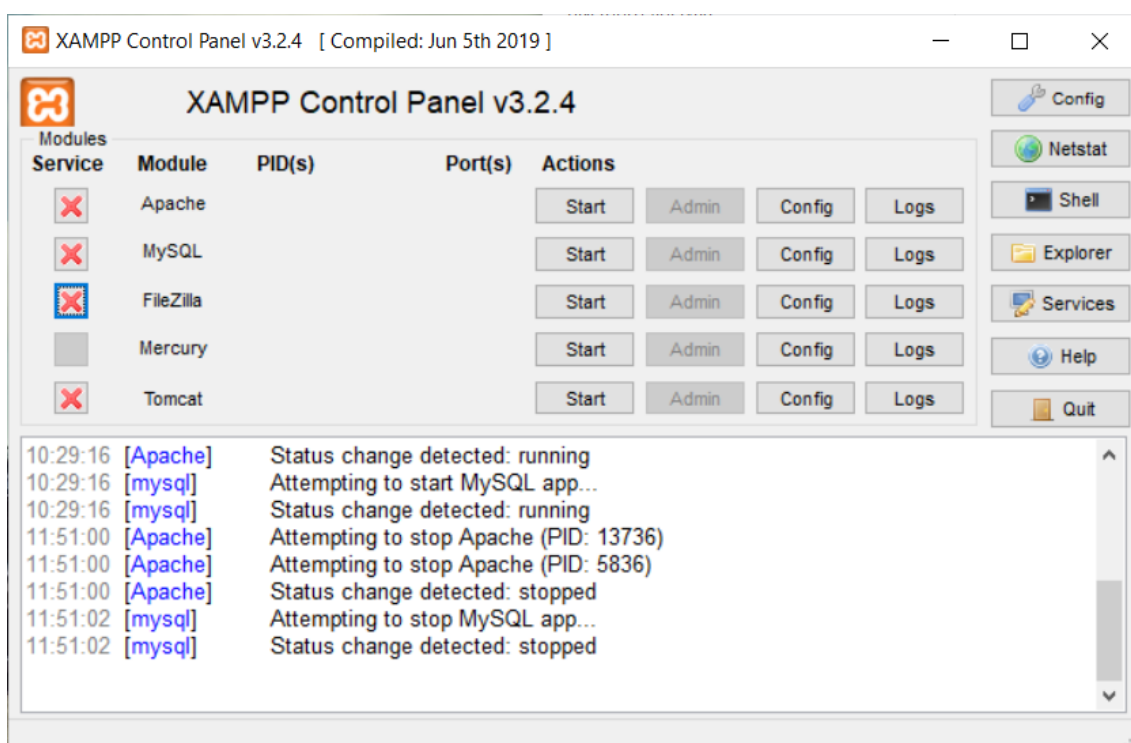 XAMPP Control Panel v3.2.4 [ Compiled: Jun 5th 2019 ]
XAMPP Control Panel v3.2.4
Config
Modules
Netstat
Service Module PID(s) Port(s) Actions
Apache Start Admin Config Logs
Shell
MySQL Start Admin Config Logs
Explorer
FileZilla Start Admin Config Logs
Services
Mercury Start Admin Config Logs
Help
Tomcat Start Admin Config Logs
Quit
10:29:16 [Apache] Status change detected: running
10:29:16 [mysql] Attempting to start MySQL app...
10:29:16 [mysql] Status change detected: running
11:51:00 [Apache] Attempting to stop Apache (PID: 13736)
11:51:00 [Apache] Attempting to stop Apache (PID: 5836)
11:51:00 [Apache] Status change detected: stopped
11:51:02 [mysql] Attempting to stop MySQL app...
11:51:02 [mysql] Status change detected: stopped